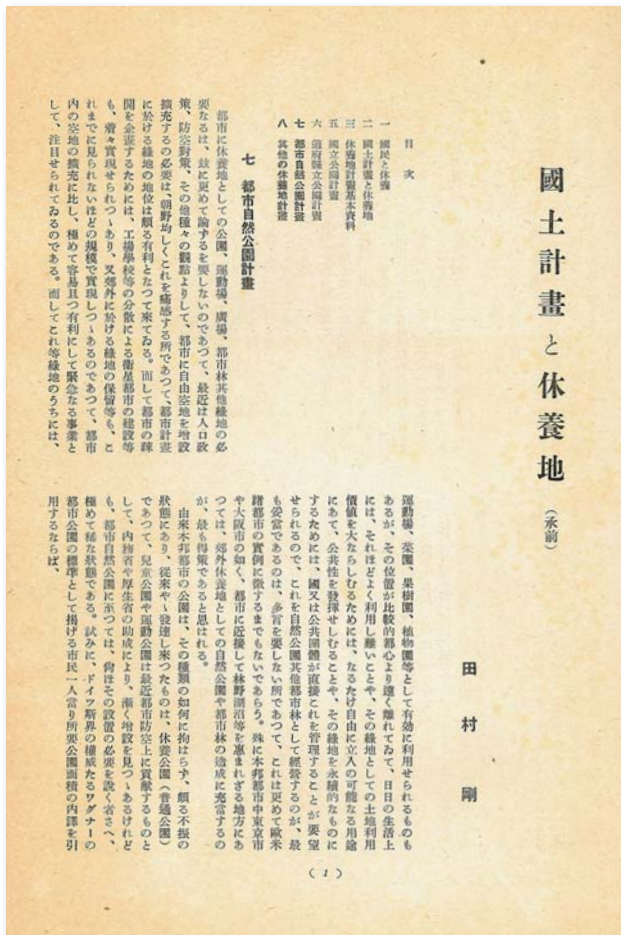 國土計畫と休養地（承前）
田村剛
目次
一 國民と休養
二 國土計畫と休養地
三 休養地計畫基本資料
五 國立公園計畫
六 道府縣立公園計畫
七 都市自然公園計畫
八 其他の休養地計畫
七 都市自然公園計畫
都市に休養地としての公園、運動場、廣場、都市林其他緑地の必
要なるは、玆に更めて論ずるを要しないのであつて、最近は人口政
策、防空對策、その他種々の觀點よりして、都市に自由空地を增設
擴充するの必要は、朝野均しくこれを痛感する所であつて、都市計畫
に於ける緑地の地位は頗る有利となつて來てゐる。而して都市の疎
開を企畫するためには、工場學校等の分散による衞星都市の建設等
も、着々實現せられつゝあり、又郊外に於ける緑地の保留等も、こ
れまでに見られないほどの規模で實現しつゝあるのであつて、都市
内の空地の擴充に比し、極めて容易且つ有利にして緊急なる事業と
して、注目せられてゐるのである。而してこれ等緑地のうちには、
運動場、菜園、果樹園、植物園等として有効に利用せられるものも
あるが、その位置が比較的都心より遠く離れてゐて、日日の生活上
には、それほどよく利用し難いことや、その緑地としての土地利用
價値を大ならしむるためには、なるだけ自由に立入の可能なる用途
にあて、公共性を發揮せしむることや、その緑地を永續的なものに
するためには、國又は公共團體が直接これを管理することが要望
せられるので、これを自然公園其他都市林として經營するのが、最
も妥當であるのは、多言を要しない所であつて、これは更めて歐米
諸都市の實例に徴するまでもないであらう。殊に本邦都市中東京市
や大阪市の如く、都市に近接して林野湖沼等を惠まれざる地方にあ
つては、郊外休養地としての自然公園や都市林の造成に充當するの
が、最も得策であると思はれる。
由來本邦都市の公園は、その種類の如何に拘はらず、頗る不振の
狀態にあり、從來やゝ發達し來つたものは、休養公園（普通公園）
であつて、兒童公園や運動公園は最近都市防空上に貢獻するものと
して、内務省や厚生省の助成により、漸く增設を見つゝあるけれど
も、都市自然公園に至つては、尙ほその設置の必要を說く者さへ、
極めて稀な狀態である。試みに、ドイツ斯界の權威たるワグナーの
都市公園の標準として揭げる市民一人當り所要公園面積の内譯を引
用するならば、
（1）